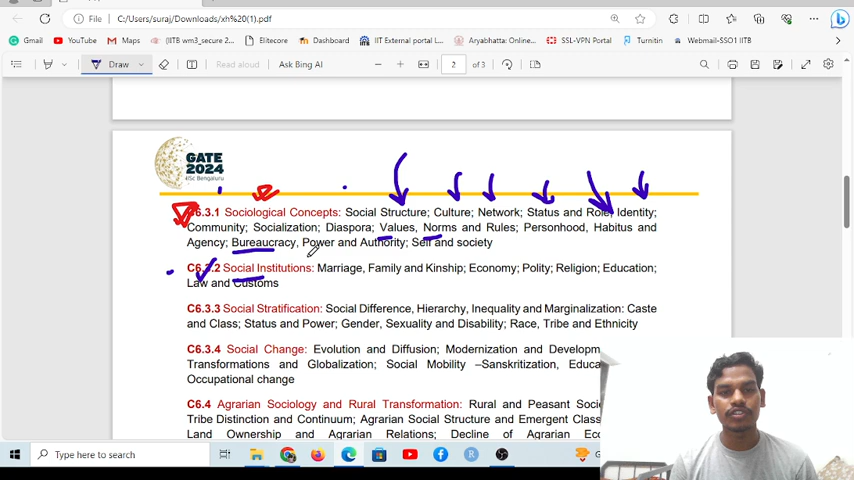 File
C:/Users/suraj/Downloads/xh%20(1).pdf
Gmail YouTube Maps (IITB wm3_secure 2... Elitecore Dashboard IIT External portal L... Aryabhatta: Online... SSL-VPN Portal Turnitin Webmail-SSO1 IITB
Draw Read aloud Ask Bing AI 2 of 3
GATE
2024
IISc Bengaluru
C6.3.1 Sociological Concepts: Social Structure; Culture; Network; Status and Role; Identity;
Community; Socialization; Diaspora; Values, Norms and Rules; Personhood, Habitus and
Agency; Bureaucracy, Power and Authority; Self and society
C6.3.2 Social Institutions: Marriage, Family and Kinship; Economy; Polity; Religion; Education;
Law and Customs
C6.3.3 Social Stratification: Social Difference, Hierarchy, Inequality and Marginalization: Caste
and Class; Status and Power; Gender, Sexuality and Disability; Race, Tribe and Ethnicity
C6.3.4 Social Change: Evolution and Diffusion; Modernization and Developm
Transformations and Globalization; Social Mobility –Sanskritization, Educa
Occupational change
C6.4 Agrarian Sociology and Rural Transformation: Rural and Peasant Soci
Tribe Distinction and Continuum; Agrarian Social Structure and Emergent Clas
Land Ownership and Agrarian Relations; Decline of Agrarian Ec
Type here to search